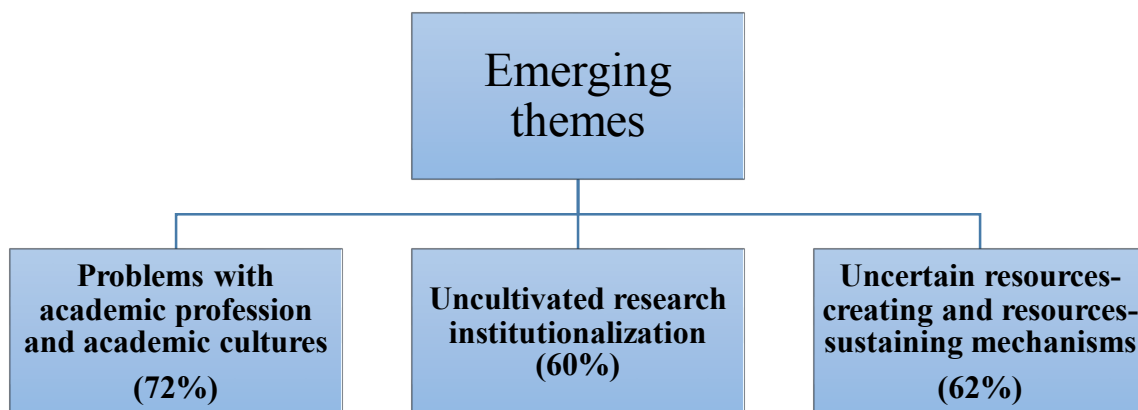 Emerging
themes
Problems with
academic profession
and academic cultures
(72%)
Uncultivated research
institutionalization
(60%)
Uncertain resources-
creating and resources-
sustaining mechanisms
(62%)